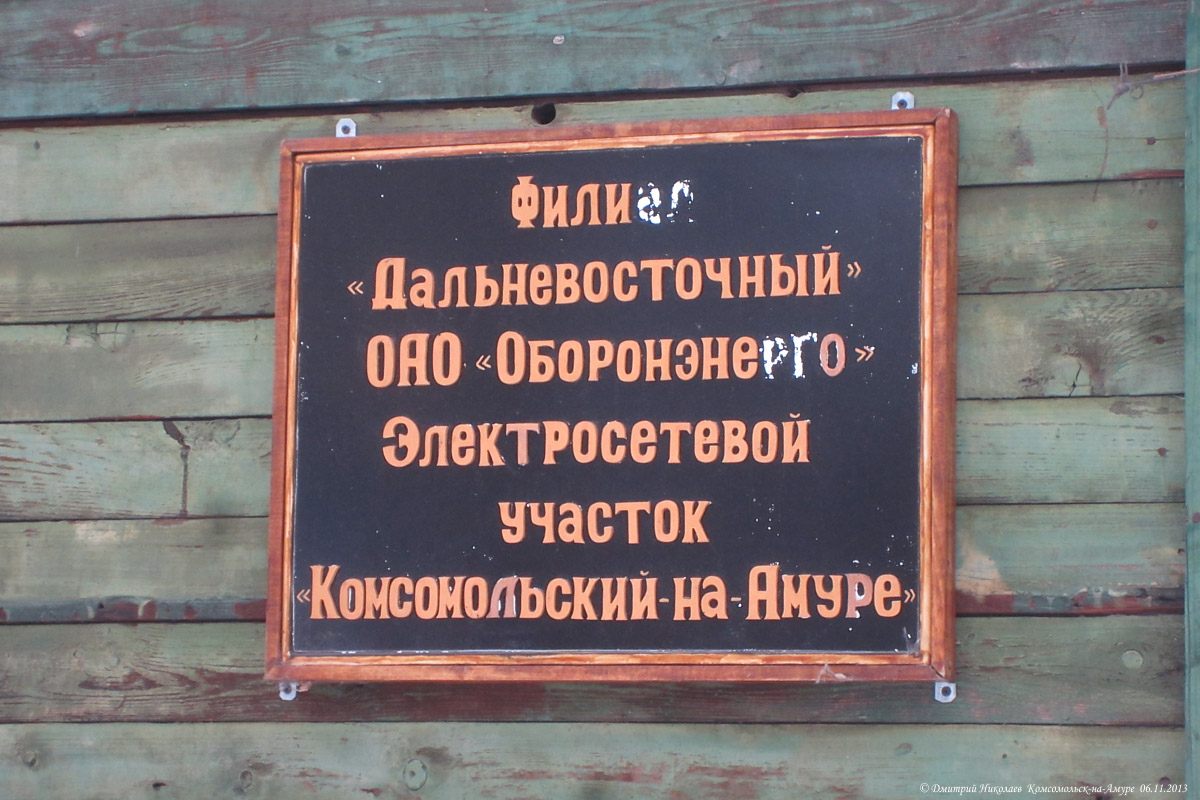 Филиал
«Дальневосточный»
ОАО «Оборонэнерго»
Электросетевой
участок
«Комсомольский-на-Амуре»
© Дмитрий Николаев Комсомольск-на-Амуре 06.11.2013